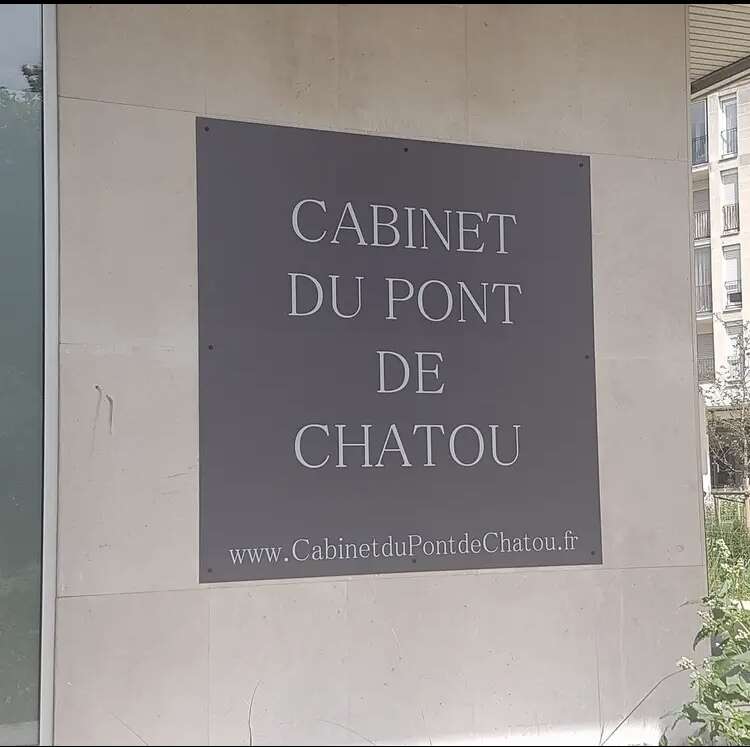 CABINET
DU PONT
DE
CHATOU
www.CabinetduPontdeChatou.fr